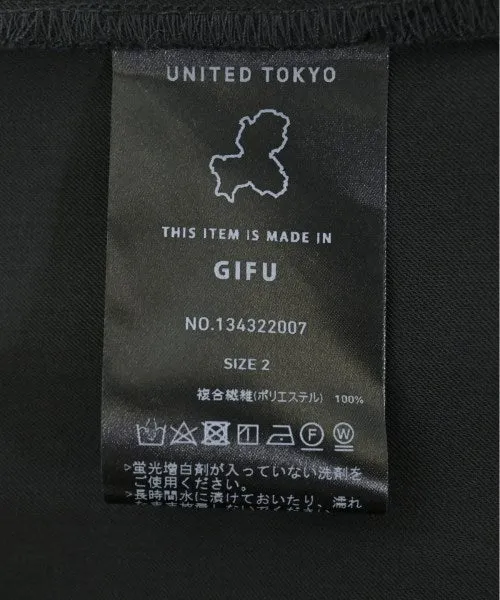 UNITED TOKYO
THIS ITEM IS MADE IN
GIFU
NO.134322007
SIZE 2
複合繊維(ポリエステル) 100%
F W
>蛍光増白剤が入っていない洗剤を
ご使用ください。
>長時間水に漬けておいたり、濡れ